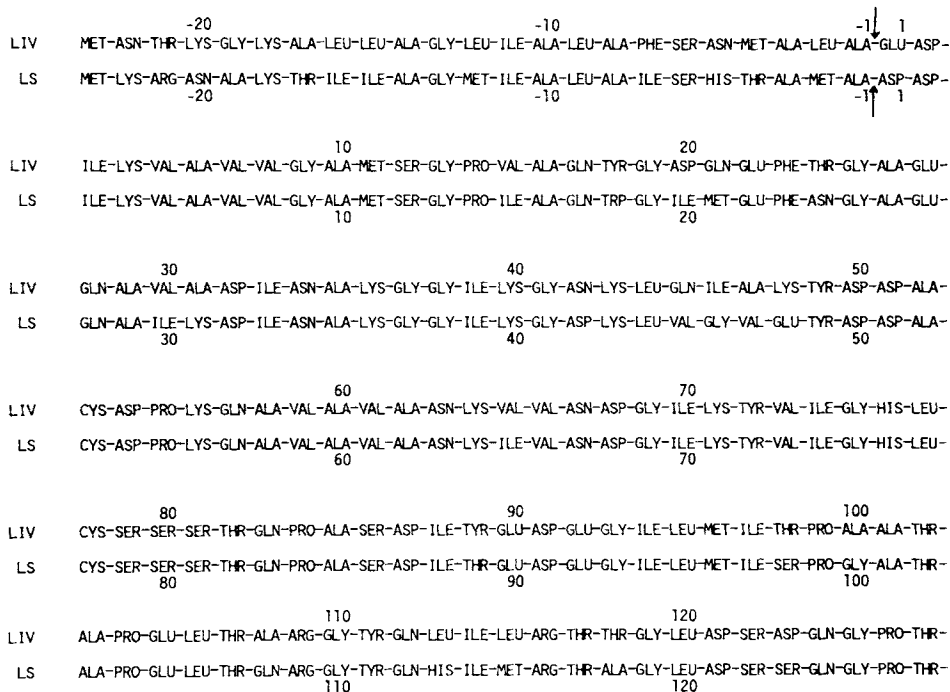 -20 -10 -1 1
LIV MET-ASN-THR-LYS-GLY-LYS-ALA-LEU-LEU-ALA-GLY-LEU-ILE-ALA-LEU-ALA-PHE-SER-ASN-MET-ALA-LEU-ALA-GLU-ASP-
LS MET-LYS-ARG-ASN-ALA-LYS-THR-ILE-ILE-ALA-GLY-MET-ILE-ALA-LEU-ALA-ILE-SER-HIS-THR-ALA-MET-ALA-ASP-ASP-
-20 -10 -1 1
10 20
LIV ILE-LYS-VAL-ALA-VAL-VAL-GLY-ALA-MET-SER-GLY-PRO-VAL-ALA-GLN-TYR-GLY-ASP-GLN-GLU-PHE-THR-GLY-ALA-GLU-
LS ILE-LYS-VAL-ALA-VAL-VAL-GLY-ALA-MET-SER-GLY-PRO-ILE-ALA-GLN-TRP-GLY-ILE-MET-GLU-PHE-ASN-GLY-ALA-GLU-
10 20
30 40 50
LIV GLN-ALA-VAL-ALA-ASP-ILE-ASN-ALA-LYS-GLY-GLY-ILE-LYS-GLY-ASN-LYS-LEU-GLN-ILE-ALA-LYS-TYR-ASP-ASP-ALA-
LS GLN-ALA-ILE-LYS-ASP-ILE-ASN-ALA-LYS-GLY-GLY-ILE-LYS-GLY-ASP-LYS-LEU-VAL-GLY-VAL-GLU-TYR-ASP-ASP-ALA-
30 40 50
60 70
LIV CYS-ASP-PRO-LYS-GLN-ALA-VAL-ALA-VAL-ALA-ASN-LYS-VAL-VAL-ASN-ASP-GLY-ILE-LYS-TYR-VAL-ILE-GLY-HIS-LEU-
LS CYS-ASP-PRO-LYS-GLN-ALA-VAL-ALA-VAL-ALA-ASN-LYS-ILE-VAL-ASN-ASP-GLY-ILE-LYS-TYR-VAL-ILE-GLY-HIS-LEU-
60 70
80 90 100
LIV CYS-SER-SER-SER-THR-GLN-PRO-ALA-SER-ASP-ILE-TYR-GLU-ASP-GLU-GLY-ILE-LEU-MET-ILE-THR-PRO-ALA-ALA-THR-
LS CYS-SER-SER-SER-THR-GLN-PRO-ALA-SER-ASP-ILE-THR-GLU-ASP-GLU-GLY-ILE-LEU-MET-ILE-SER-PRO-GLY-ALA-THR-
80 90 100
110 120
LIV ALA-PRO-GLU-LEU-THR-ALA-ARG-GLY-TYR-GLN-LEU-ILE-LEU-ARG-THR-THR-GLY-LEU-ASP-SER-ASP-GLN-GLY-PRO-THR-
LS ALA-PRO-GLU-LEU-THR-GLN-ARG-GLY-TYR-GLN-HIS-ILE-MET-ARG-THR-ALA-GLY-LEU-ASP-SER-SER-GLN-GLY-PRO-THR-
110 120